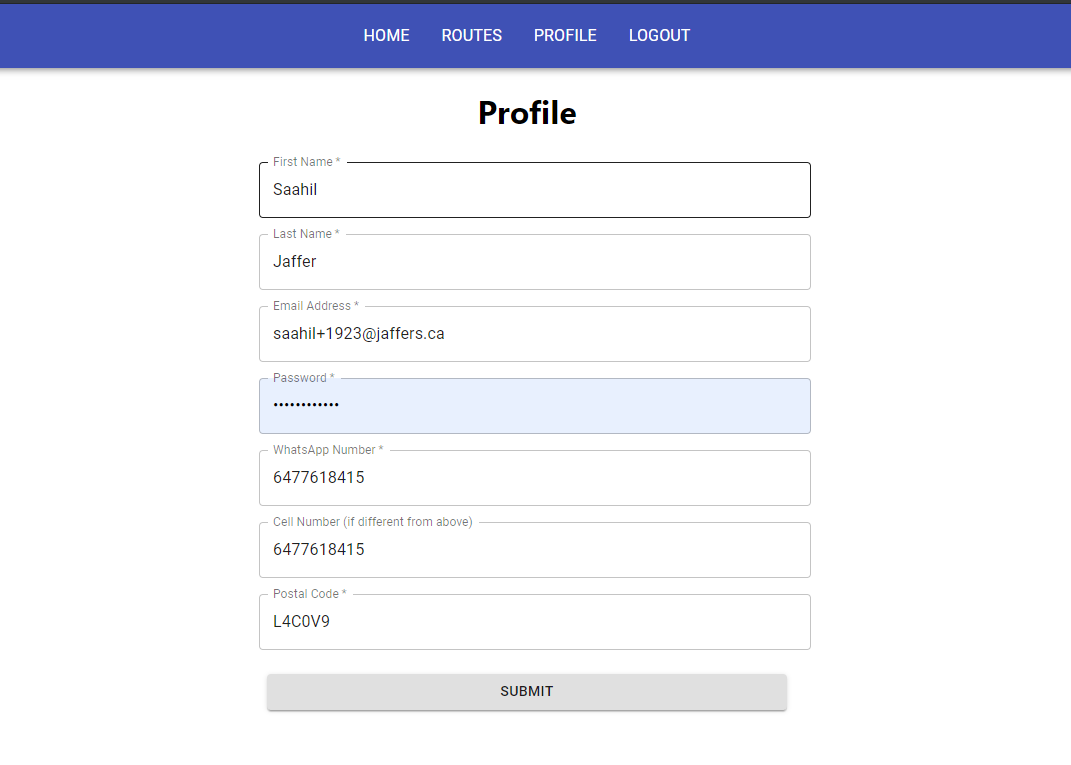 HOME ROUTES PROFILE LOGOUT
Profile
First Name *
Saahil
Last Name *
Jaffer
Email Address *
saahil+1923@jaffers.ca
Password *
••••••••••••
WhatsApp Number *
6477618415
Cell Number (if different from above)
6477618415
Postal Code *
L4C0V9
SUBMIT